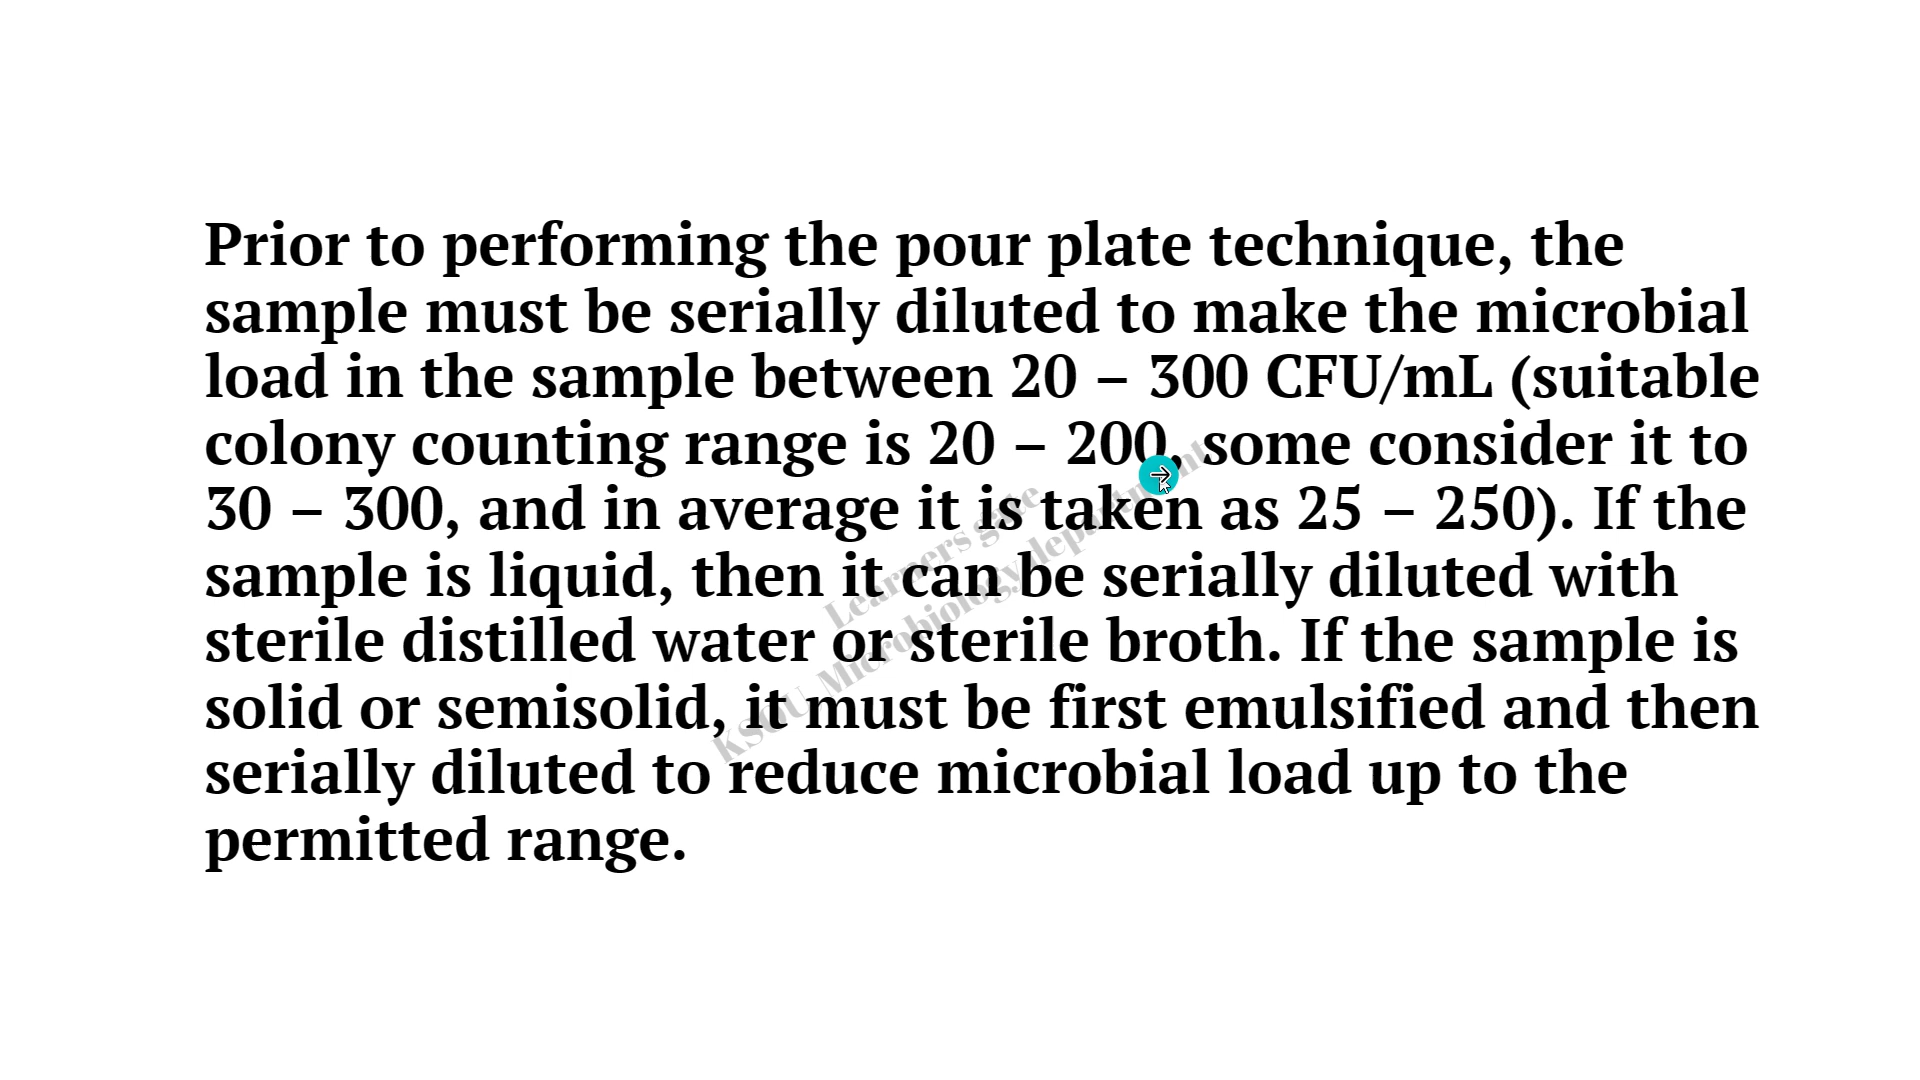 Prior to performing the pour plate technique, the
sample must be serially diluted to make the microbial
load in the sample between 20 – 300 CFU/mL (suitable
colony counting range is 20 – 200, some consider it to
30 – 300, and in average it is taken as 25 – 250). If the
sample is liquid, then it can be serially diluted with
sterile distilled water or sterile broth. If the sample is
solid or semisolid, it must be first emulsified and then
serially diluted to reduce microbial load up to the
permitted range.
Learners
KSOU Microbiology department